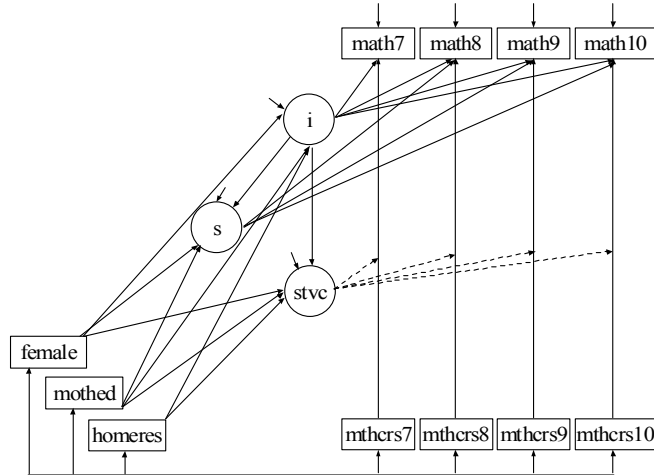 math7 math8 math9 math10
i
s
stvc
female
mothed
homeres mthcrs7 mthcrs8 mthcrs9 mthcrs10